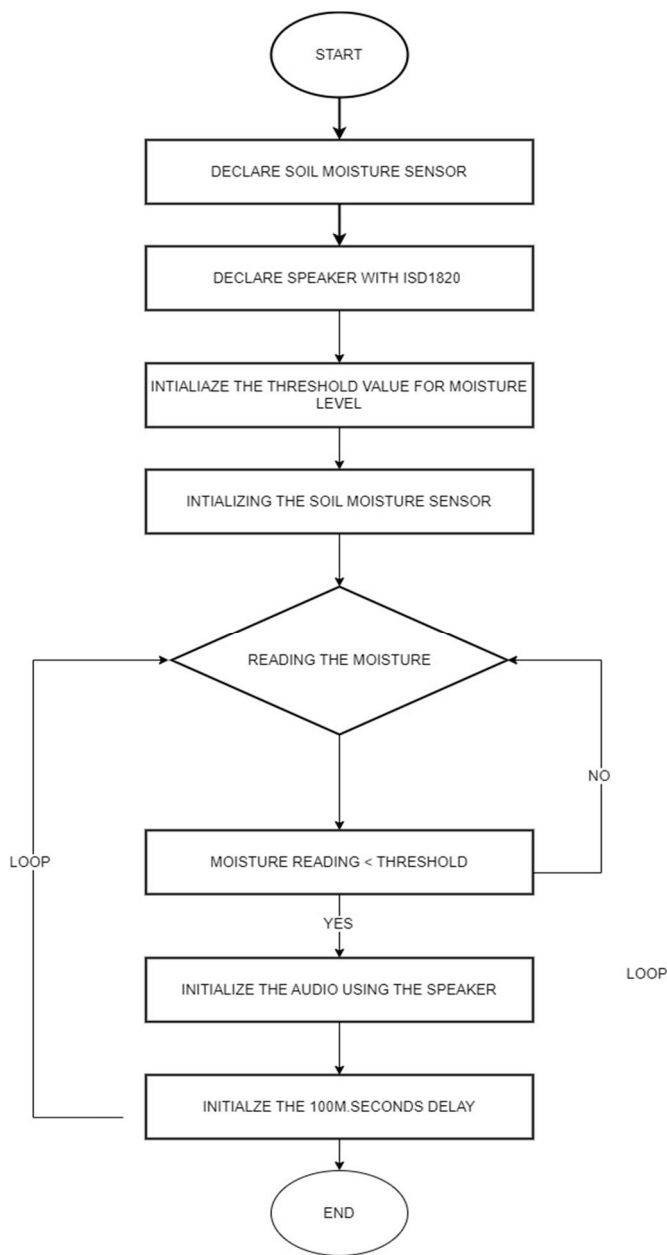 START
DECLARE SOIL MOISTURE SENSOR
DECLARE SPEAKER WITH ISD1820
INTIALIAZE THE THRESHOLD VALUE FOR MOISTURE
LEVEL
INTIALIZING THE SOIL MOISTURE SENSOR
READING THE MOISTURE
NO
LOOP
MOISTURE READING < THRESHOLD
YES
LOOP
INITIALIZE THE AUDIO USING THE SPEAKER
INITIALZE THE 100M.SECONDS DELAY
END